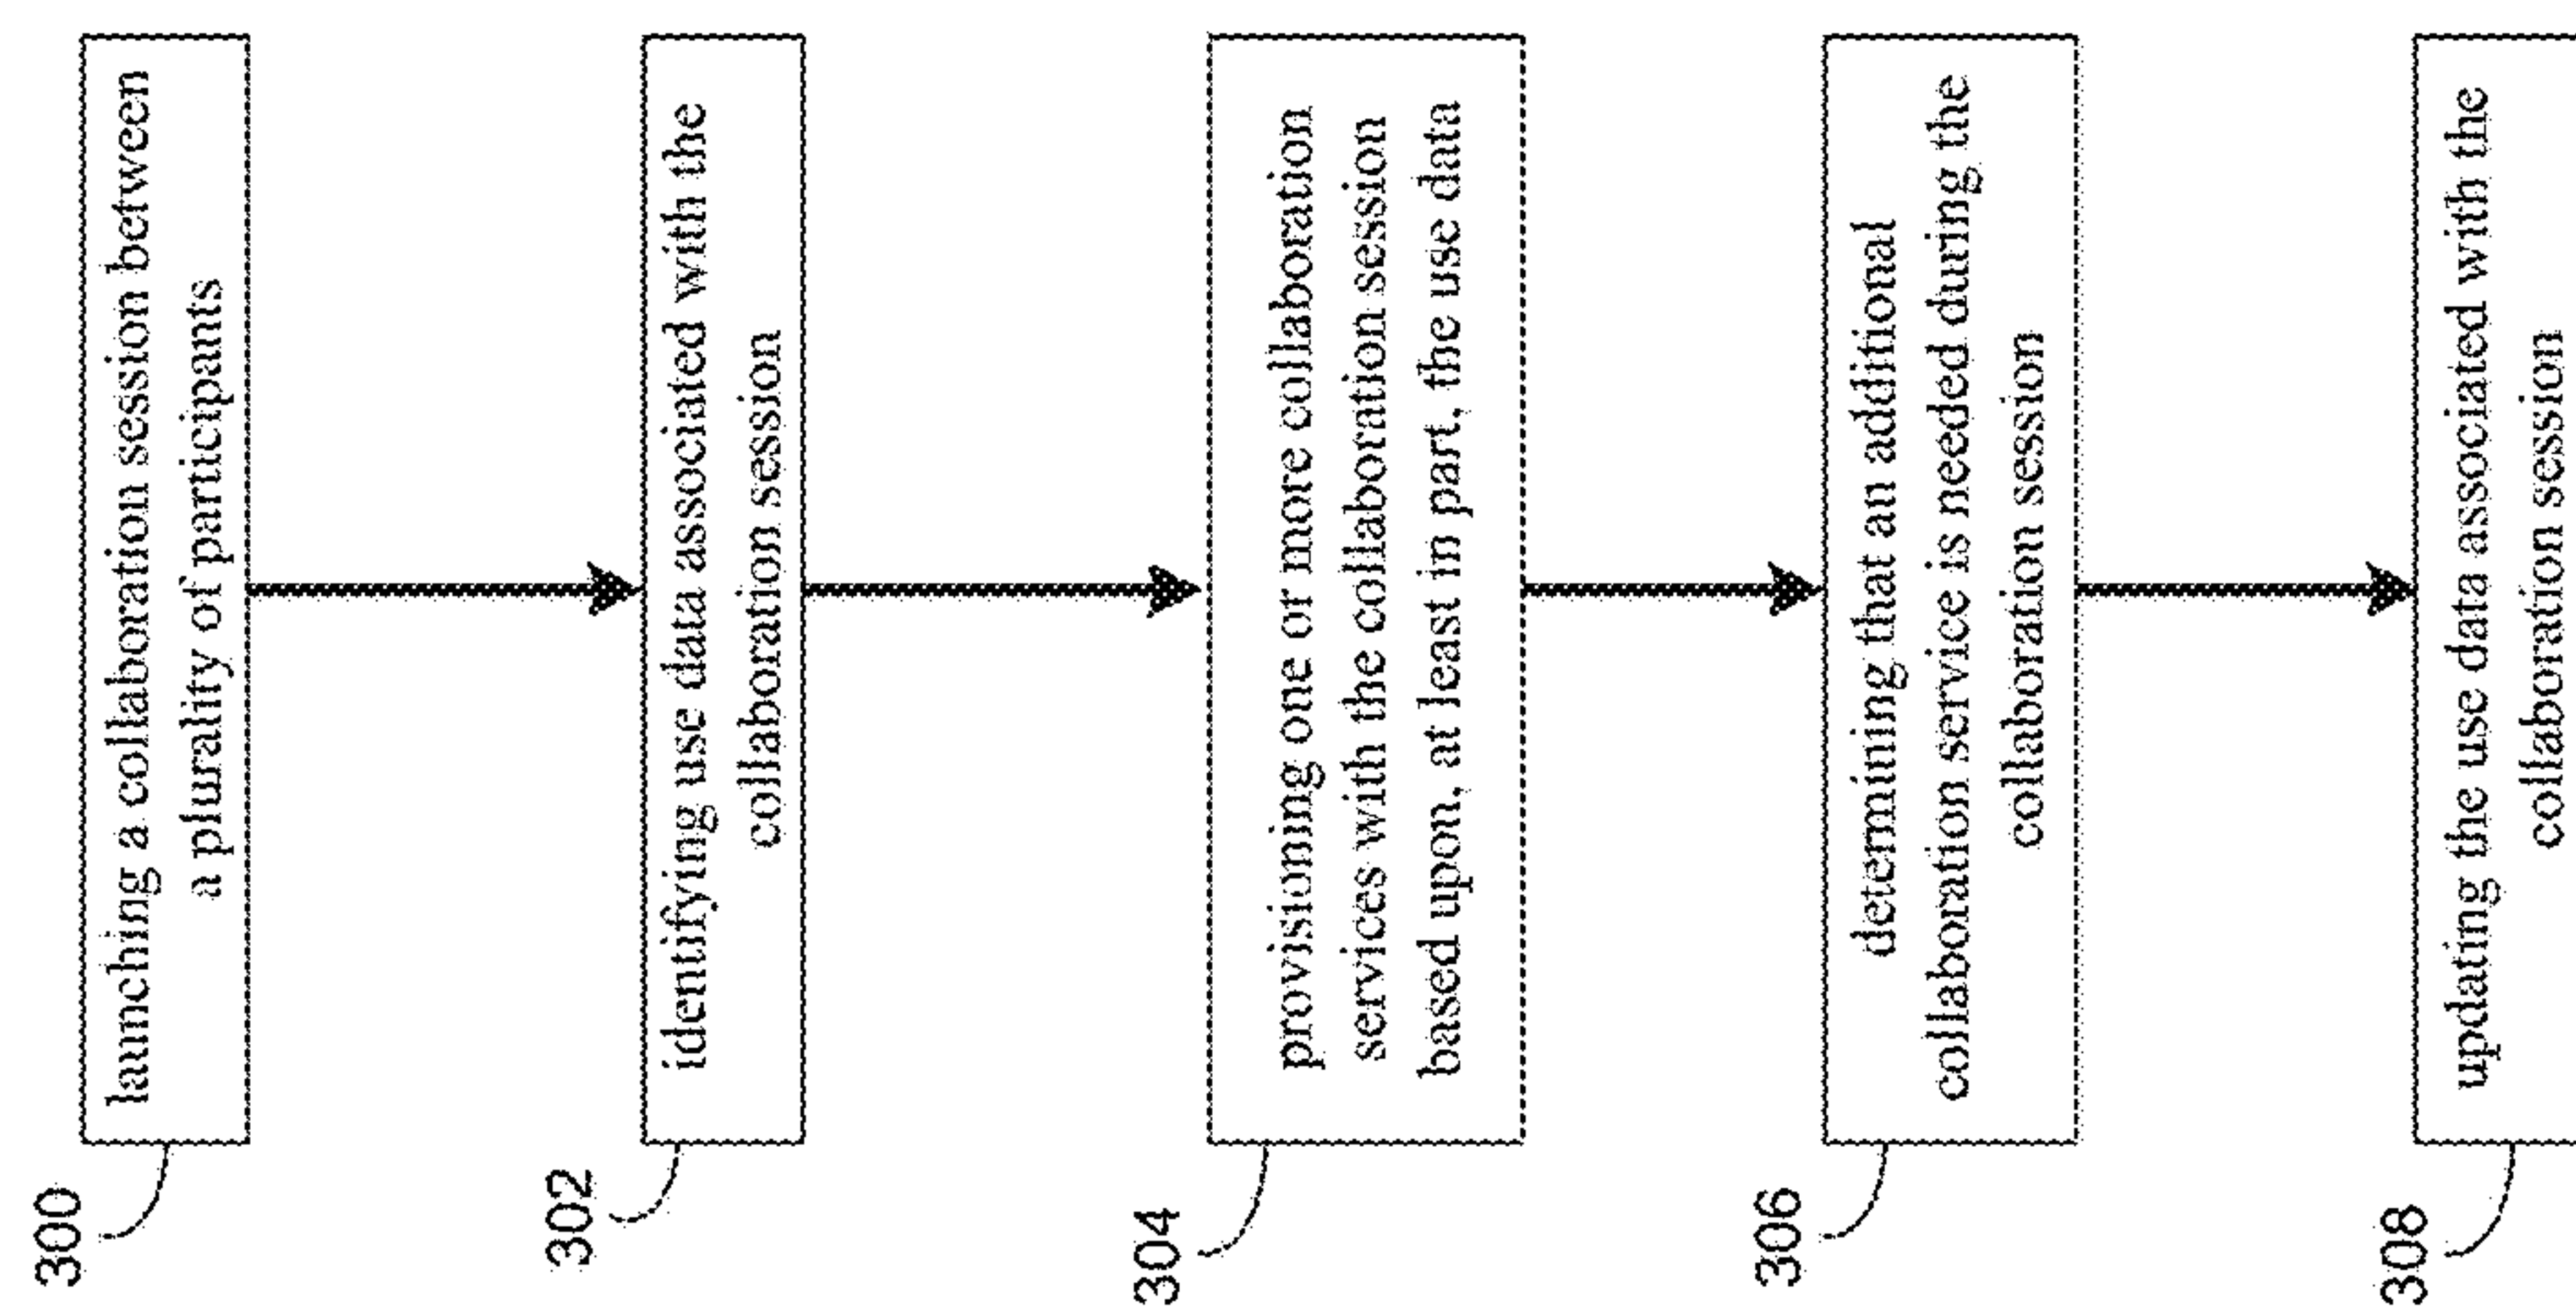 300
launching a collaboration session between
a plurality of participants
302
identifying use data associated with the
collaboration session
304
provisioning one or more collaboration
services with the collaboration session
based upon, at least in part, the use data
306
determining that an additional
collaboration service is needed during the
collaboration session
308
updating the use data associated with the
collaboration session